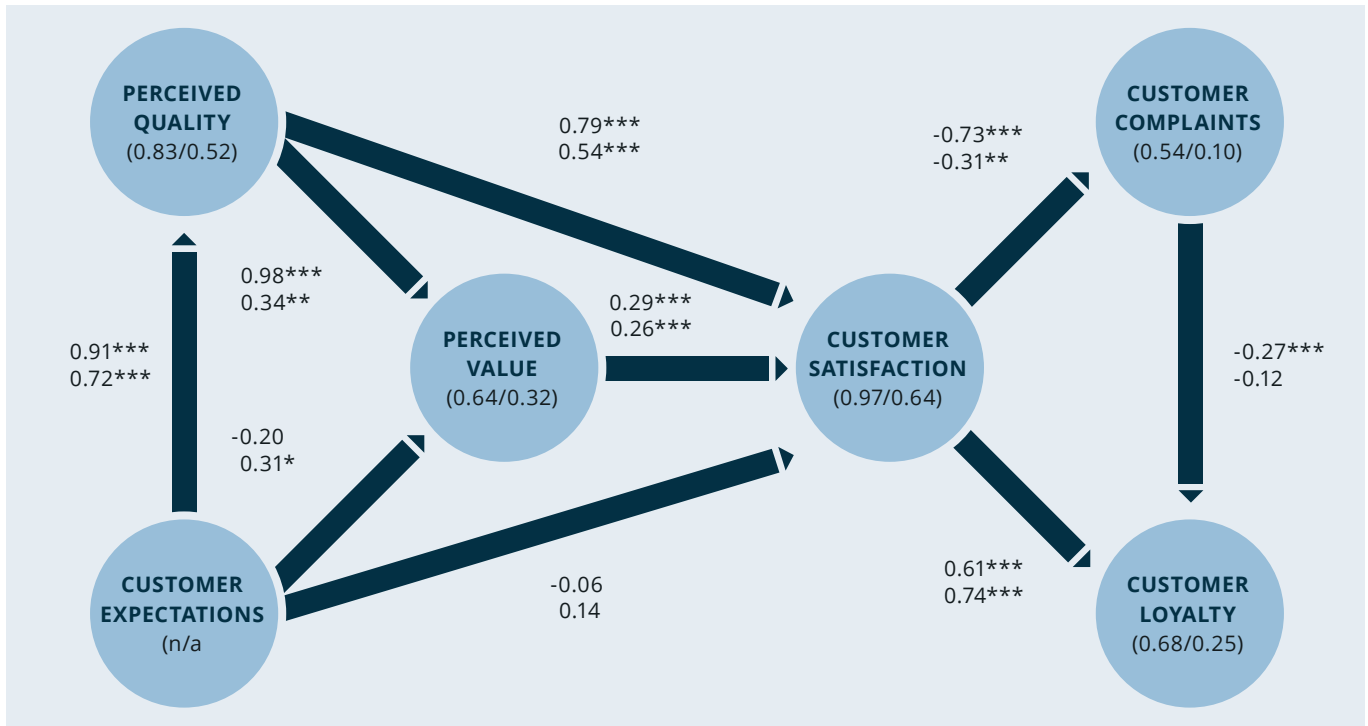 PERCEIVED
QUALITY
(0.83/0.52)
CUSTOMER
COMPLAINTS
(0.54/0.10)
0.79***
0.54***
-0.73***
-0.31**
0.98***
0.34**
0.29***
0.26***
0.91***
0.72***
PERCEIVED
VALUE
(0.64/0.32)
CUSTOMER
SATISFACTION
(0.97/0.64)
-0.27***
-0.12
-0.20
0.31*
-0.06
0.14
0.61***
0.74***
CUSTOMER
EXPECTATIONS
(n/a
CUSTOMER
LOYALTY
(0.68/0.25)